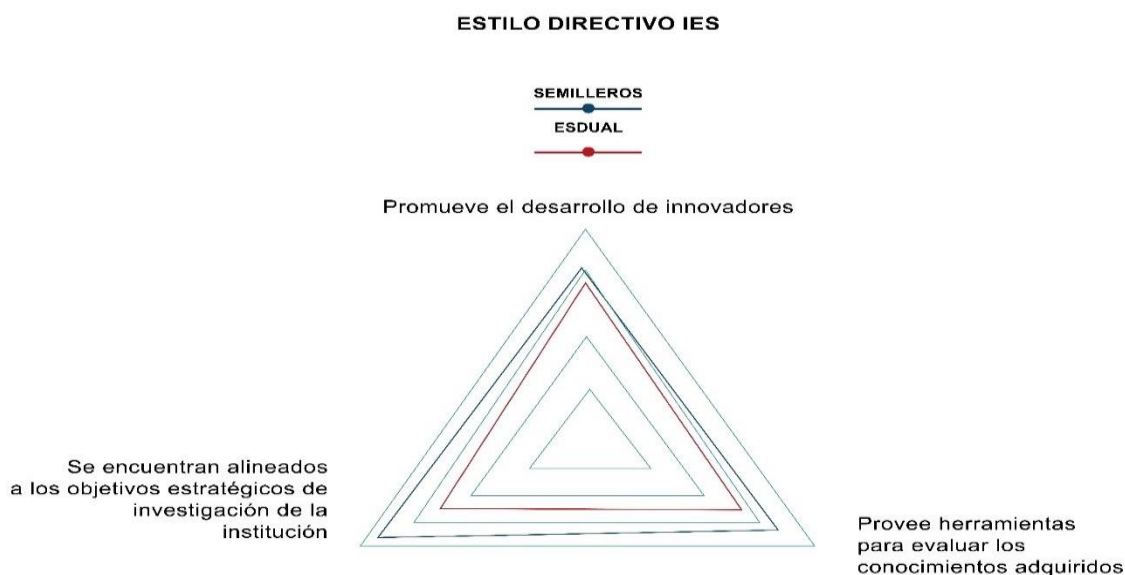 ESTILO DIRECTIVO IES
SEMILLEROS
ESDUAL
Promueve el desarrollo de innovadores
Se encuentran alineados
a los objetivos estratégicos de
investigación de la
institución
Provee herramientas
para evaluar los
conocimientos adquiridos